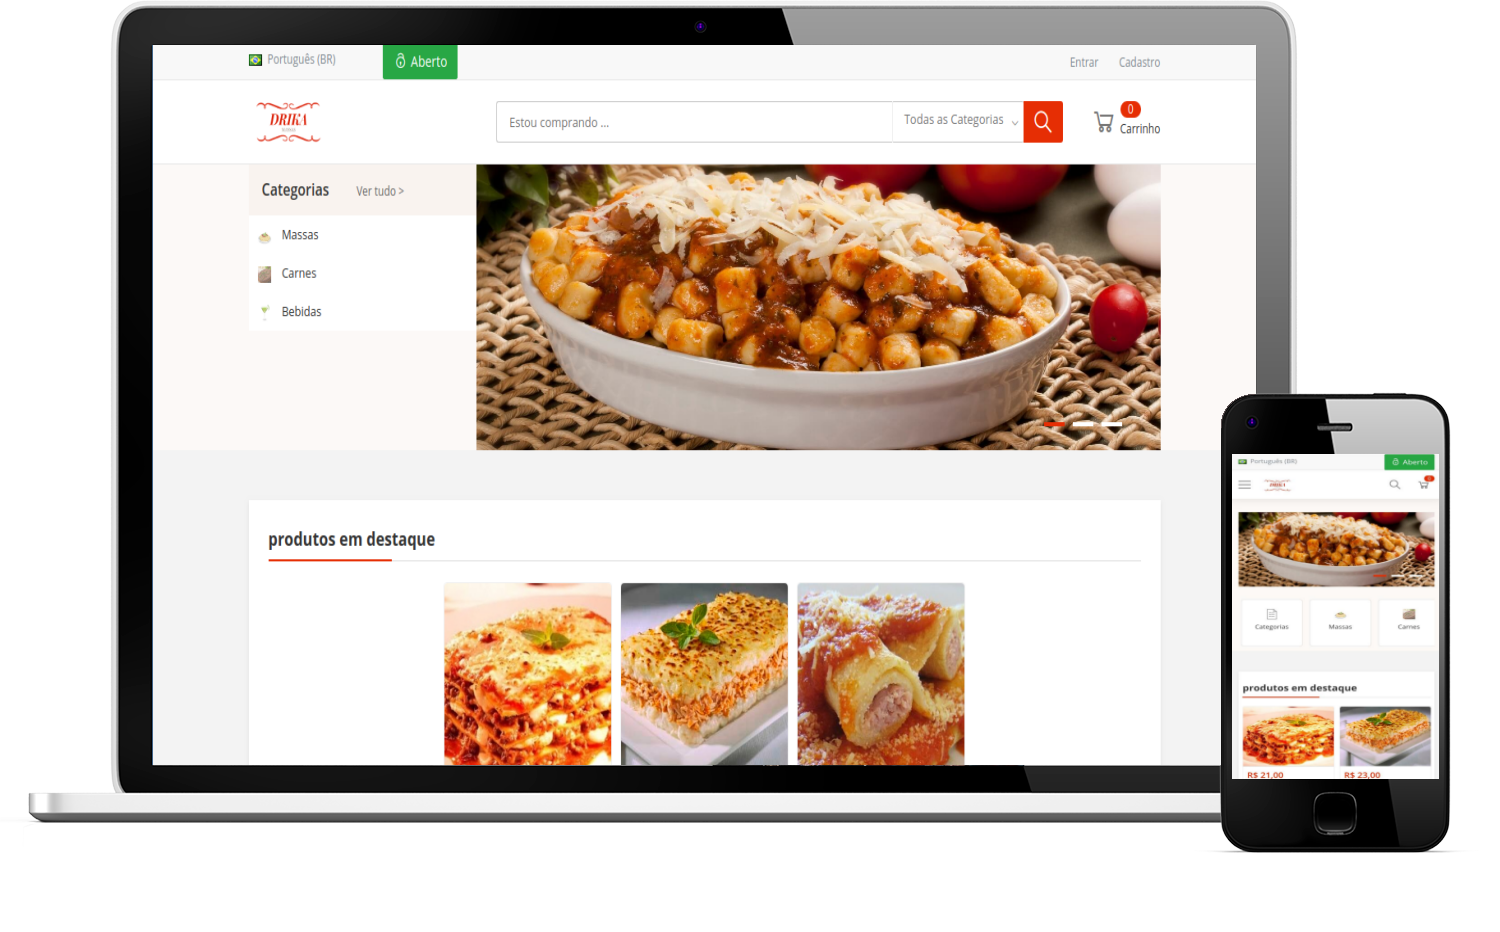 Português (BR)
Aberto
Entrar
Cadastro
DRIKA
Estou comprando ...
Todas as Categorias
0
Carrinho
Categorias
Ver tudo >
Massas
Carnes
Bebidas
produtos em destaque
Português (BR)
Aberto
DRIKA
Categorias
Massas
Carnes
produtos em destaque
R$ 21,00
R$ 23,00